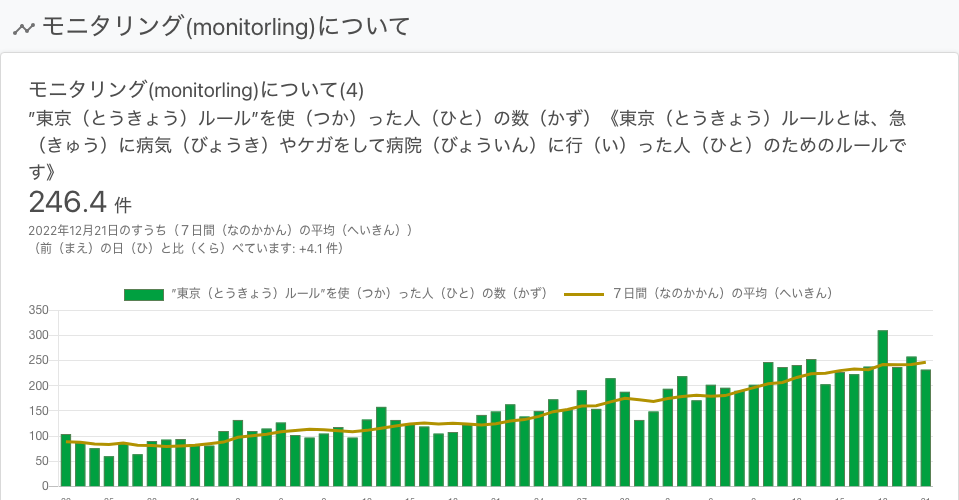 モニタリング(monitorling)について
モニタリング(monitorling)について(4)
”東京（とうきょう）ルール”を使（つか）った人（ひと）の数（かず）《東京（とうきょう）ルールとは、急
（きゅう）に病気（びょうき）やケガをして病院（びょういん）に行（い）った人（ひと）のためのルールで
す》
246.4 件
2022年12月21日のすうち（７日間（なのかかん）の平均（へいきん））
（前（まえ）の日（ひ）と比（くら）べています: +4.1 件）
”東京（とうきょう）ルール”を使（つか）った人（ひと）の数（かず） ７日間（なのかかん）の平均（へいきん）
350
300
250
200
150
100
50
0